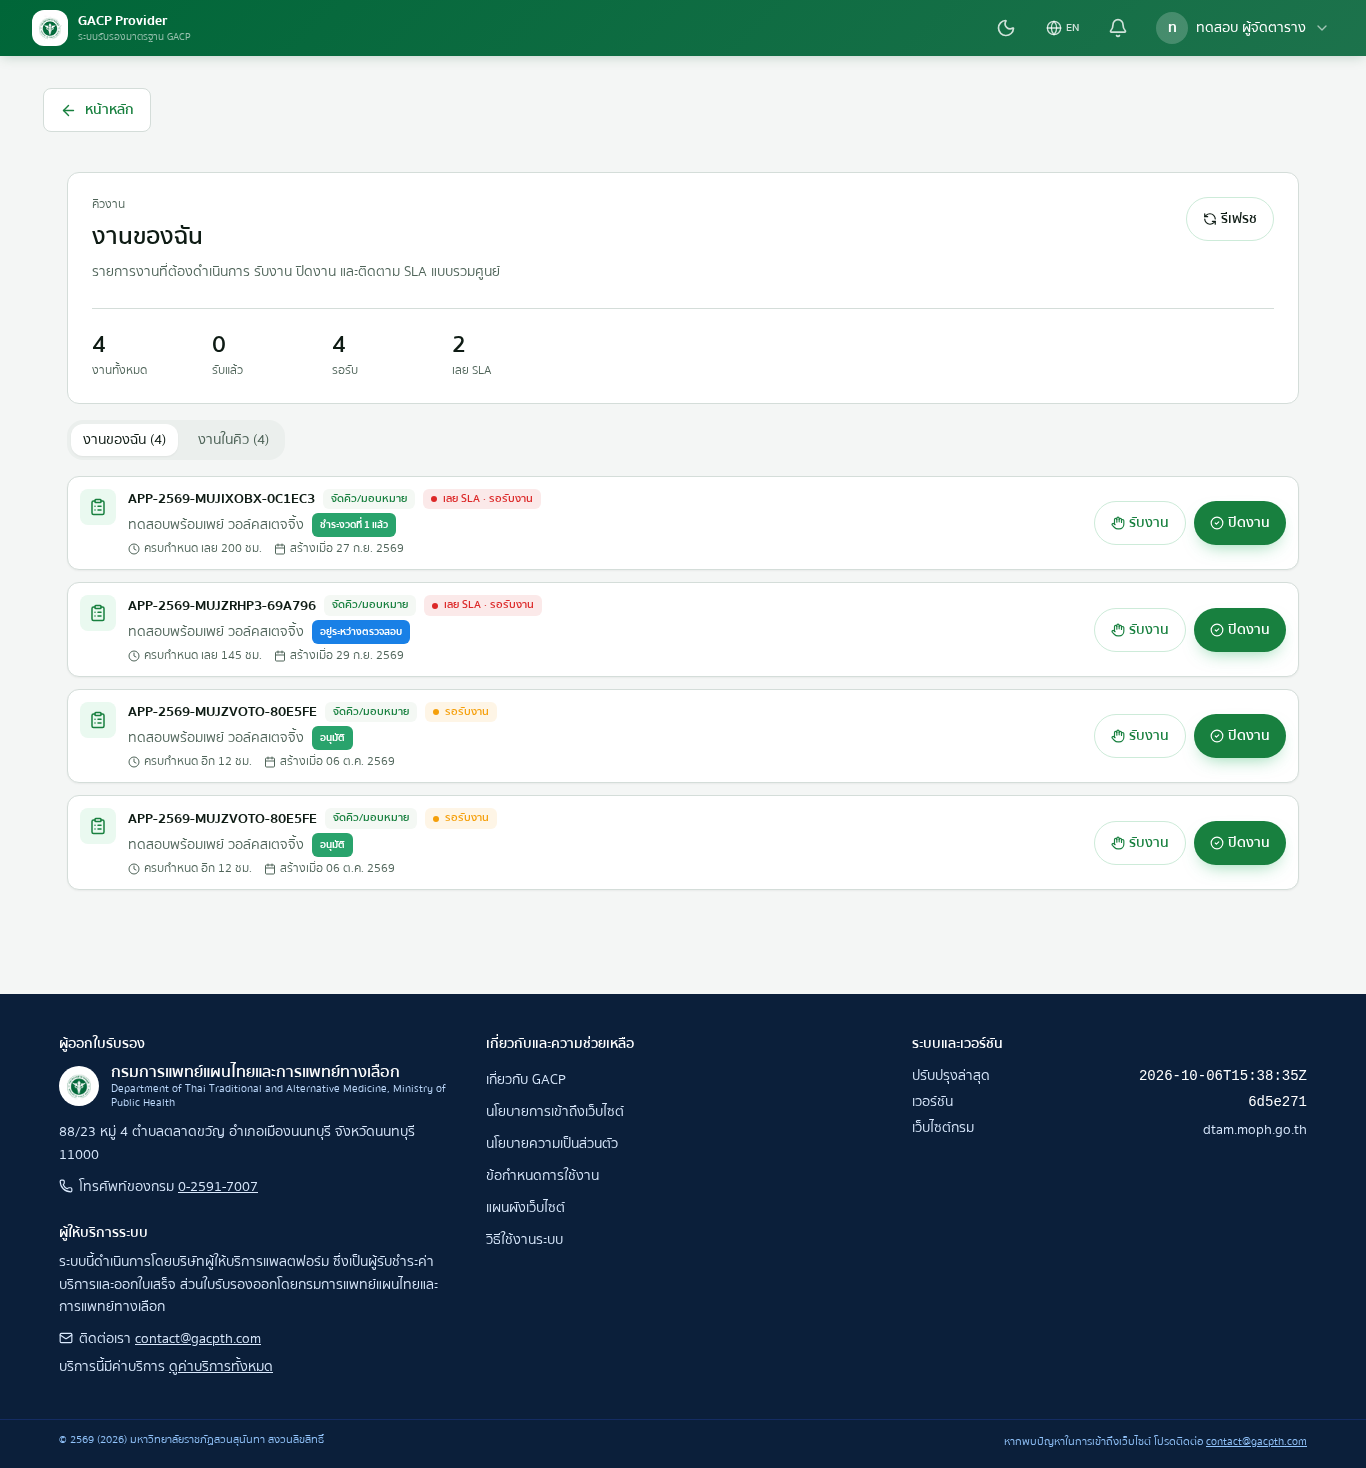 GACP Provider
ระบบรับรองมาตรฐาน GACP
EN
ท ทดสอบ ผู้จัดตาราง
หน้าหลัก
คิวงาน
งานของฉัน
รายการงานที่ต้องดำเนินการ รับงาน ปิดงาน และติดตาม SLA แบบรวมศูนย์
รีเฟรช
4 0 4 2
งานทั้งหมด รับแล้ว รอรับ เลย SLA
งานของฉัน (4) งานในคิว (4)
APP-2569-MUJIXOBX-0C1EC3 จัดคิว/มอบหมาย เลย SLA · รอรับงาน
ทดสอบพร้อมเพย์ วอล์คสเตจจิ้ง ชำระงวดที่ 1 แล้ว
ครบกำหนด เลย 200 ชม. สร้างเมื่อ 27 ก.ย. 2569
รับงาน ปิดงาน
APP-2569-MUJZRHP3-69A796 จัดคิว/มอบหมาย เลย SLA · รอรับงาน
ทดสอบพร้อมเพย์ วอล์คสเตจจิ้ง อยู่ระหว่างตรวจสอบ
ครบกำหนด เลย 145 ชม. สร้างเมื่อ 29 ก.ย. 2569
รับงาน ปิดงาน
APP-2569-MUJZVOTO-80E5FE จัดคิว/มอบหมาย รอรับงาน
ทดสอบพร้อมเพย์ วอล์คสเตจจิ้ง อนุมัติ
ครบกำหนด อีก 12 ชม. สร้างเมื่อ 06 ต.ค. 2569
รับงาน ปิดงาน
APP-2569-MUJZVOTO-80E5FE จัดคิว/มอบหมาย รอรับงาน
ทดสอบพร้อมเพย์ วอล์คสเตจจิ้ง อนุมัติ
ครบกำหนด อีก 12 ชม. สร้างเมื่อ 06 ต.ค. 2569
รับงาน ปิดงาน
ผู้ออกใบรับรอง
กรมการแพทย์แผนไทยและการแพทย์ทางเลือก
Department of Thai Traditional and Alternative Medicine, Ministry of
Public Health
88/23 หมู่ 4 ตำบลตลาดขวัญ อำเภอเมืองนนทบุรี จังหวัดนนทบุรี
11000
โทรศัพท์ของกรม 0-2591-7007
ผู้ให้บริการระบบ
ระบบนี้ดำเนินการโดยบริษัทผู้ให้บริการแพลตฟอร์ม ซึ่งเป็นผู้รับชำระค่า
บริการและออกใบเสร็จ ส่วนใบรับรองออกโดยกรมการแพทย์แผนไทยและ
การแพทย์ทางเลือก
ติดต่อเรา contact@gacpth.com
บริการนี้มีค่าบริการ ดูค่าบริการทั้งหมด
เกี่ยวกับและความช่วยเหลือ
เกี่ยวกับ GACP
นโยบายการเข้าถึงเว็บไซต์
นโยบายความเป็นส่วนตัว
ข้อกำหนดการใช้งาน
แผนผังเว็บไซต์
วิธีใช้งานระบบ
ระบบและเวอร์ชัน
ปรับปรุงล่าสุด 2026-10-06T15:38:35Z
เวอร์ชัน 6d5e271
เว็บไซต์กรม dtam.moph.go.th
© 2569 (2026) มหาวิทยาลัยราชภัฏสวนสุนันทา สงวนลิขสิทธิ์
หากพบปัญหาในการเข้าถึงเว็บไซต์ โปรดติดต่อ contact@gacpth.com